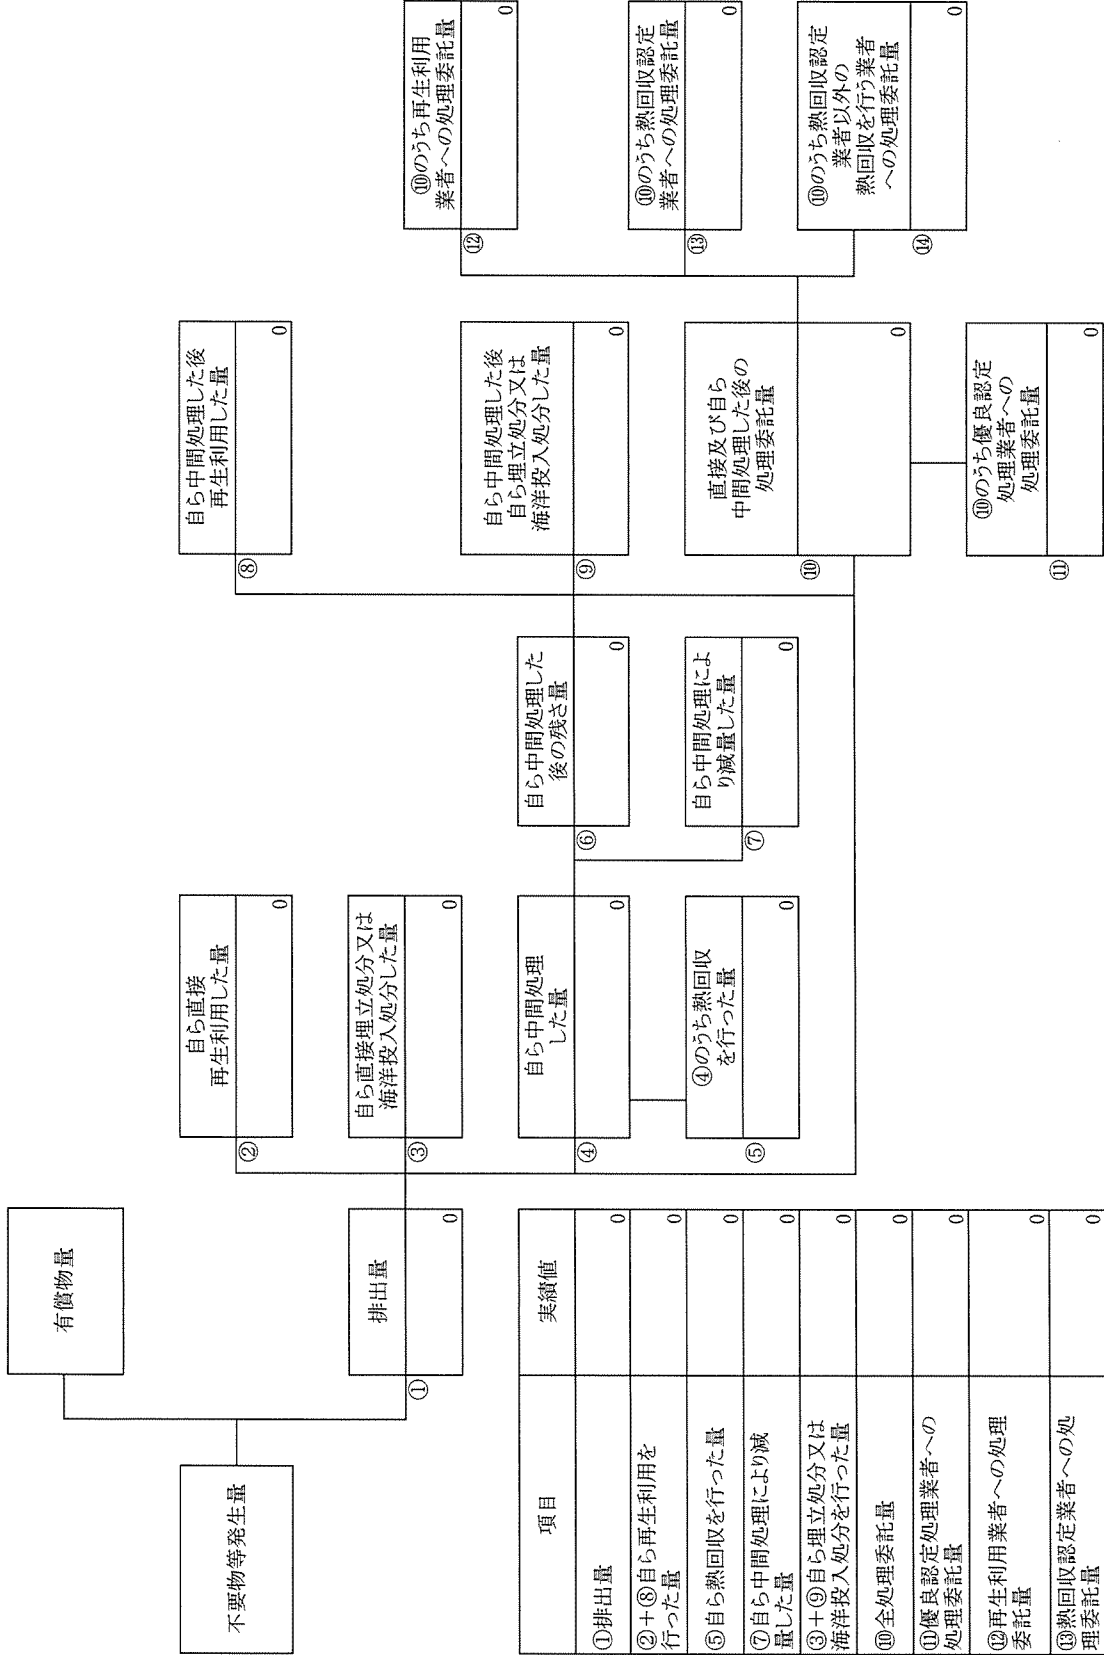 不要物等発生量
有償物量
排出量
①
0
自ら直接
再生利用した量
②
0
自ら直接埋立処分又は
海洋投入処分した量
③
0
自ら中間処理
した量
④
0
④のうち熱回収
を行った量
⑤
0
自ら中間処理した
後の残さ量
⑥
0
自ら中間処理によ
り減量した量
⑦
0
自ら中間処理した後
再生利用した量
⑧
0
自ら中間処理した後
自ら埋立処分又は
海洋投入処分した量
⑨
0
直接及び自ら
中間処理した後の
処理委託量
⑩
0
⑩のうち優良認定
処理業者への
処理委託量
⑪
0
⑩のうち再生利用
業者への処理委託量
⑫
0
⑩のうち熱回収認定
業者への処理委託量
⑬
0
⑩のうち熱回収認定
業者以外の
熱回収を行う業者
への処理委託量
⑭
0
項目 実績値
①排出量 0
②+⑧自ら再生利用を
行った量 0
⑤自ら熱回収を行った量 0
⑦自ら中間処理により減
量した量 0
③+⑨自ら埋立処分又は
海洋投入処分を行った量 0
⑩全処理委託量 0
⑪優良認定処理業者への
処理委託量 0
⑫再生利用業者への処理
委託量 0
⑬熱回収認定業者への処
理委託量 0